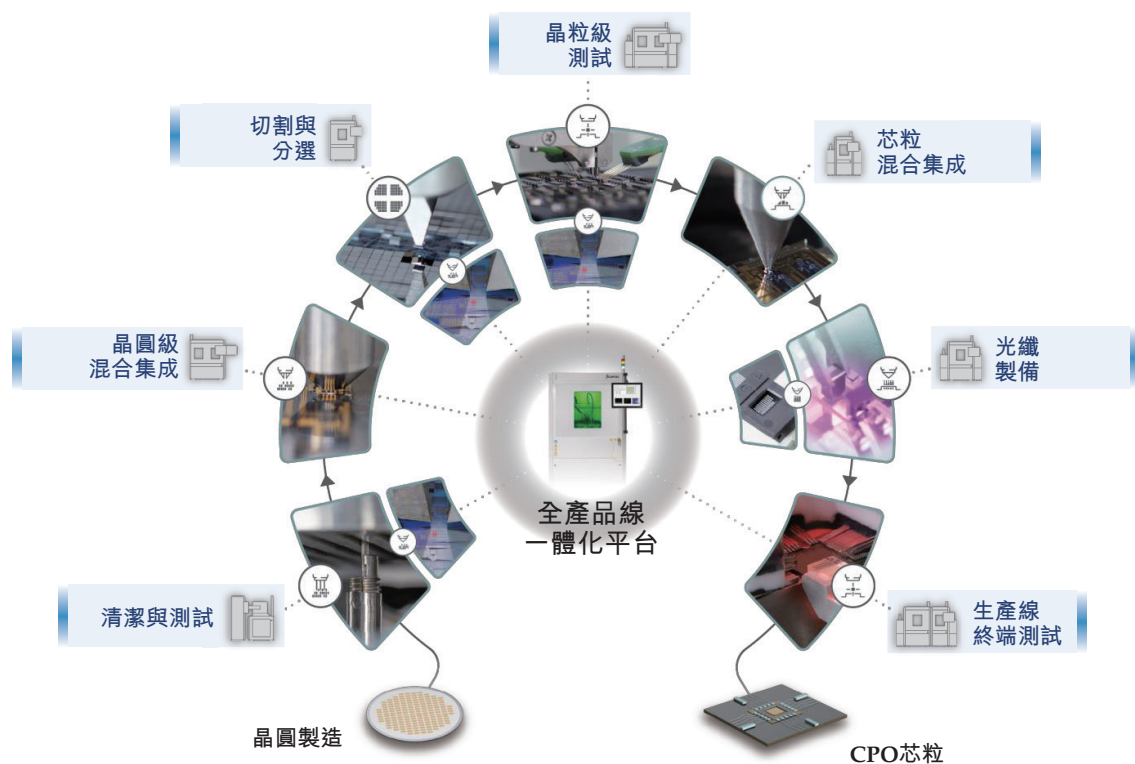 晶粒級
測試
切割與
分選
芯粒
混合集成
晶圓級
混合集成
光纖
製備
全產品線
一體化平台
清潔與測試
生產線
終端測試
晶圓製造
CPO芯粒